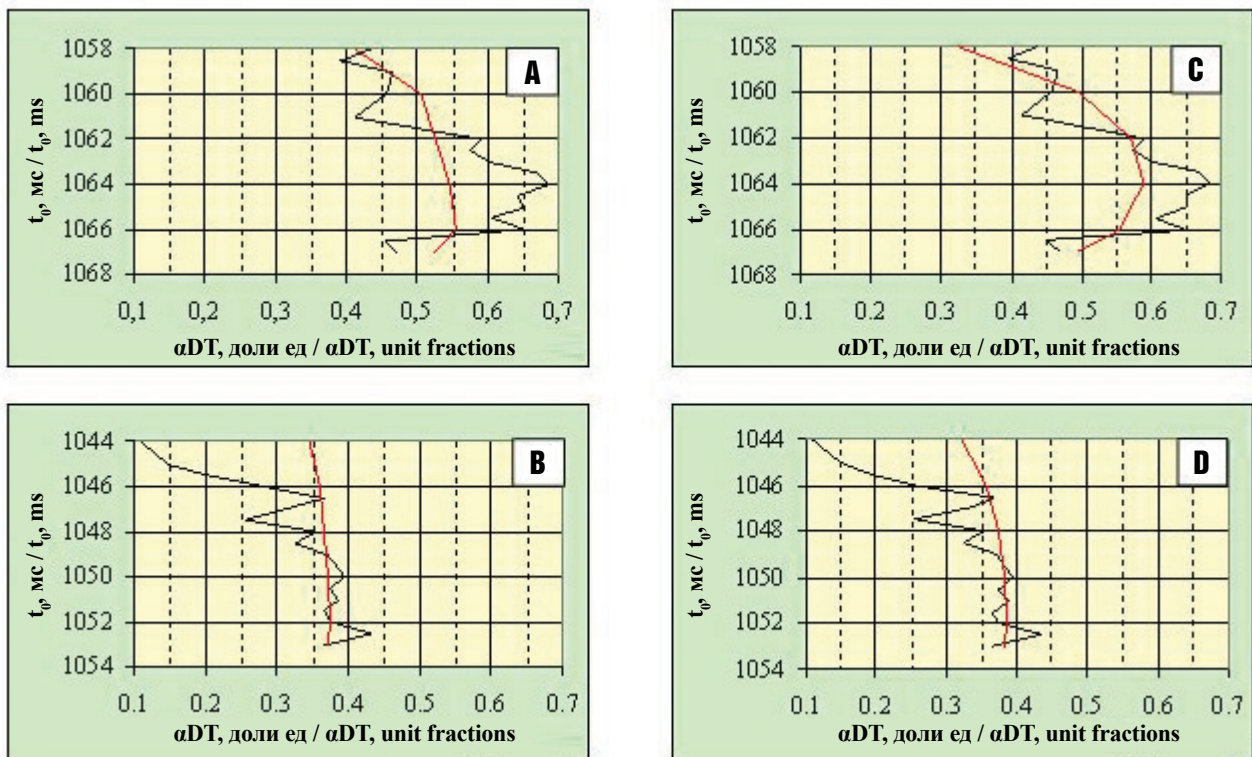 A
1058
1060
1062
1064
1066
1068
t₀, мс / t₀, ms
0,1 0,2 0,3 0,4 0,5 0,6 0,7
αDT, доли ед / αDT, unit fractions
C
1058
1060
1062
1064
1066
1068
t₀, мс / t₀, ms
0.1 0.2 0.3 0.4 0.5 0.6 0.7
αDT, доли ед / αDT, unit fractions
B
1044
1046
1048
1050
1052
1054
t₀, мс / t₀, ms
0.1 0.2 0.3 0.4 0.5 0.6 0.7
αDT, доли ед / αDT, unit fractions
D
1044
1046
1048
1050
1052
1054
t₀, мс / t₀, ms
0.1 0.2 0.3 0.4 0.5 0.6 0.7
αDT, доли ед / αDT, unit fractions